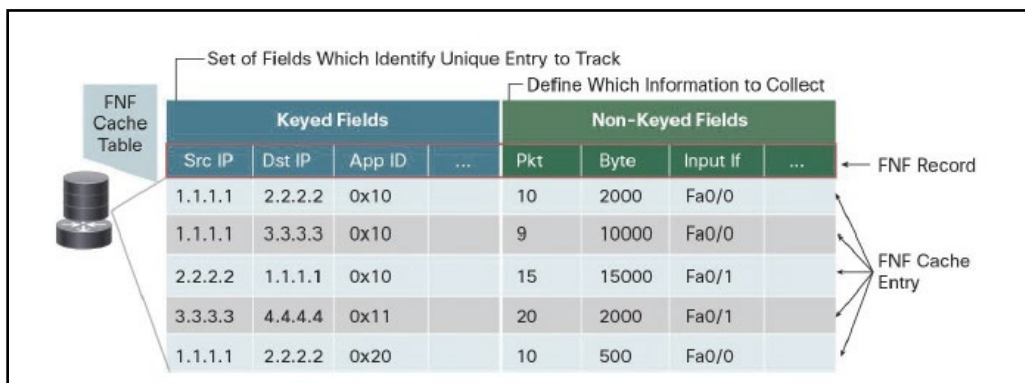 Set of Fields Which Identify Unique Entry to Track
Define Which Information to Collect
FNF
Cache
Table
Keyed Fields Non-Keyed Fields
Src IP Dst IP App ID ... Pkt Byte Input If ...
FNF Record
1.1.1.1 2.2.2.2 0x10 10 2000 Fa0/0
1.1.1.1 3.3.3.3 0x10 9 10000 Fa0/0
2.2.2.2 1.1.1.1 0x10 15 15000 Fa0/1
3.3.3.3 4.4.4.4 0x11 20 2000 Fa0/1
1.1.1.1 2.2.2.2 0x20 10 500 Fa0/0
FNF Cache
Entry